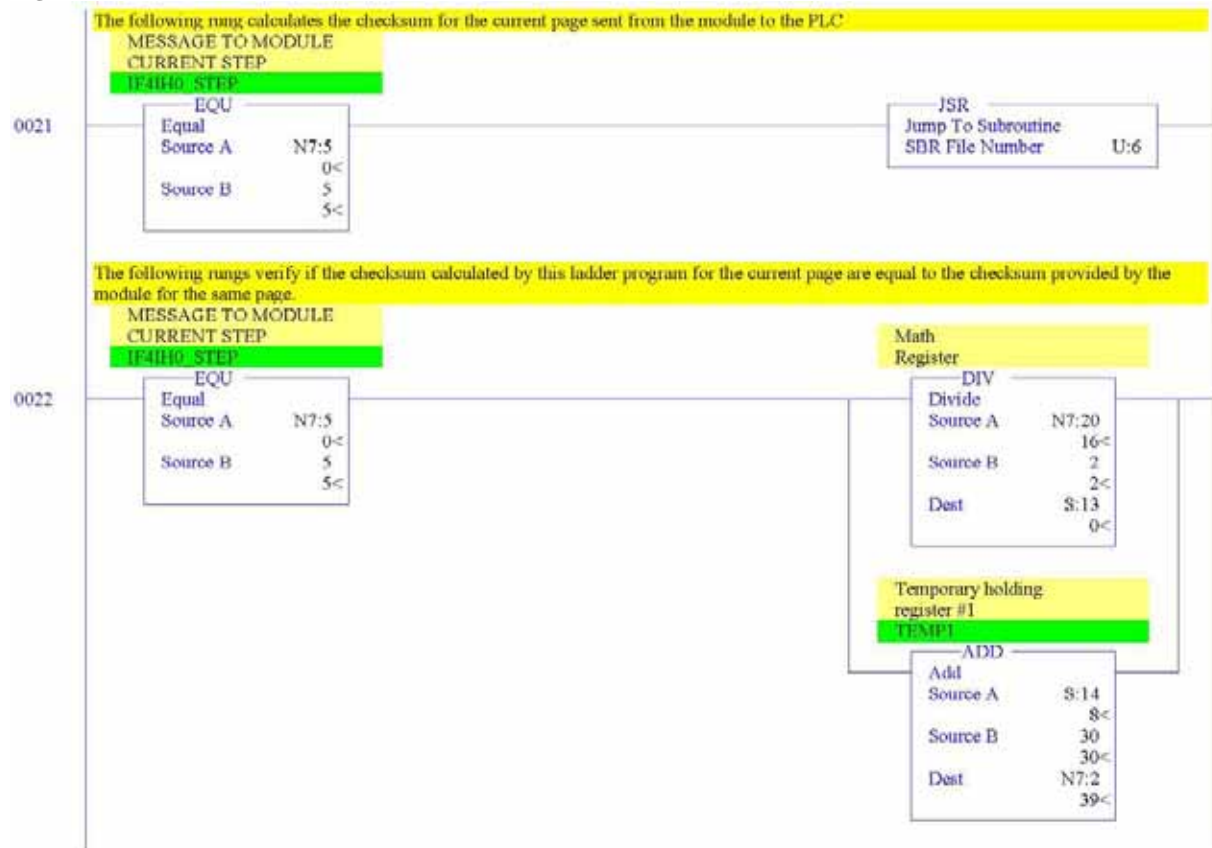 The following rung calculates the checksum for the current page sent from the module to the PLC
MESSAGE TO MODULE
CURRENT STEP
IF4IH0_STEP
EQU
JSR
0021
Equal
Jump To Subroutine
Source A N7:5
SBR File Number U:6
0<
Source B 5
5<
The following rungs verify if the checksum calculated by this ladder program for the current page are equal to the checksum provided by the
module for the same page.
MESSAGE TO MODULE
CURRENT STEP
IF4IH0_STEP
Math
Register
EQU
DIV
0022
Equal
Divide
Source A N7:5
Source A N7:20
0<
16<
Source B 5
Source B 2
5<
2<
Dest S:13
0<
Temporary holding
register #1
TEMP1
ADD
Add
Source A S:14
8<
Source B 30
30<
Dest N7:2
39<